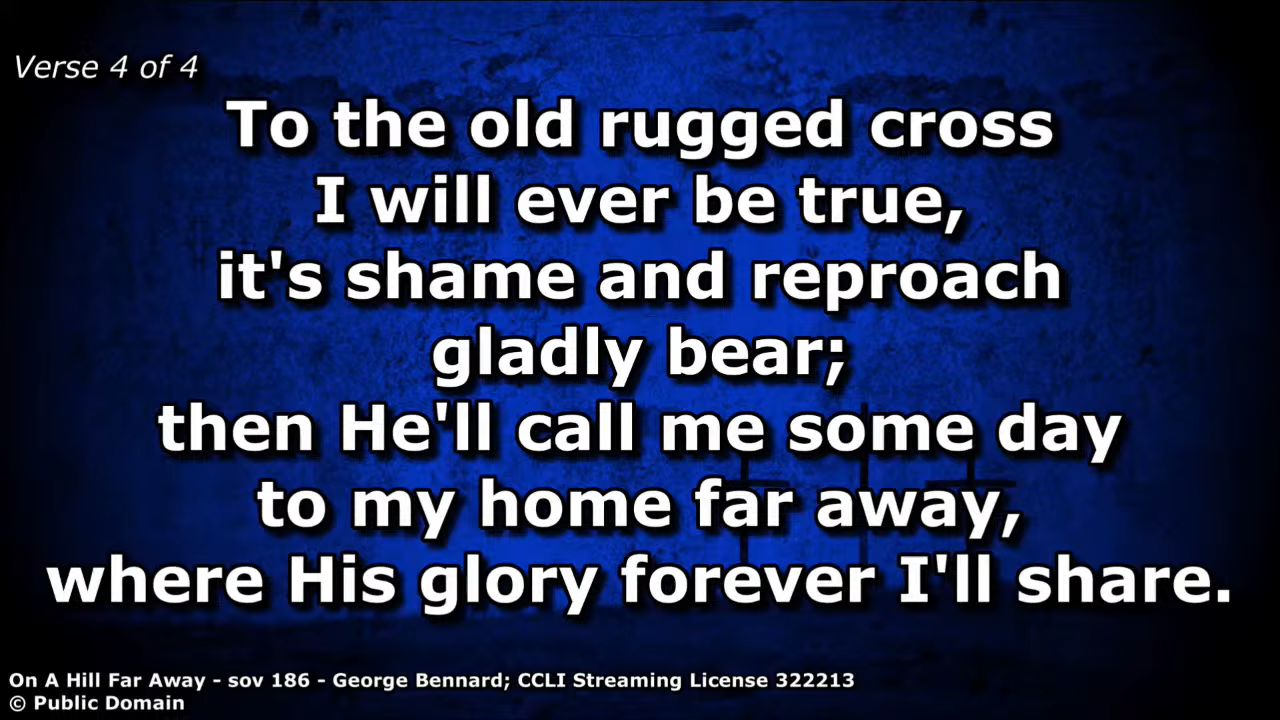 Verse 4 of 4
To the old rugged cross
I will ever be true,
it's shame and reproach
gladly bear;
then He'll call me some day
to my home far away,
where His glory forever I'll share.
On A Hill Far Away - sov 186 - George Bennard; CCLI Streaming License 322213
© Public Domain